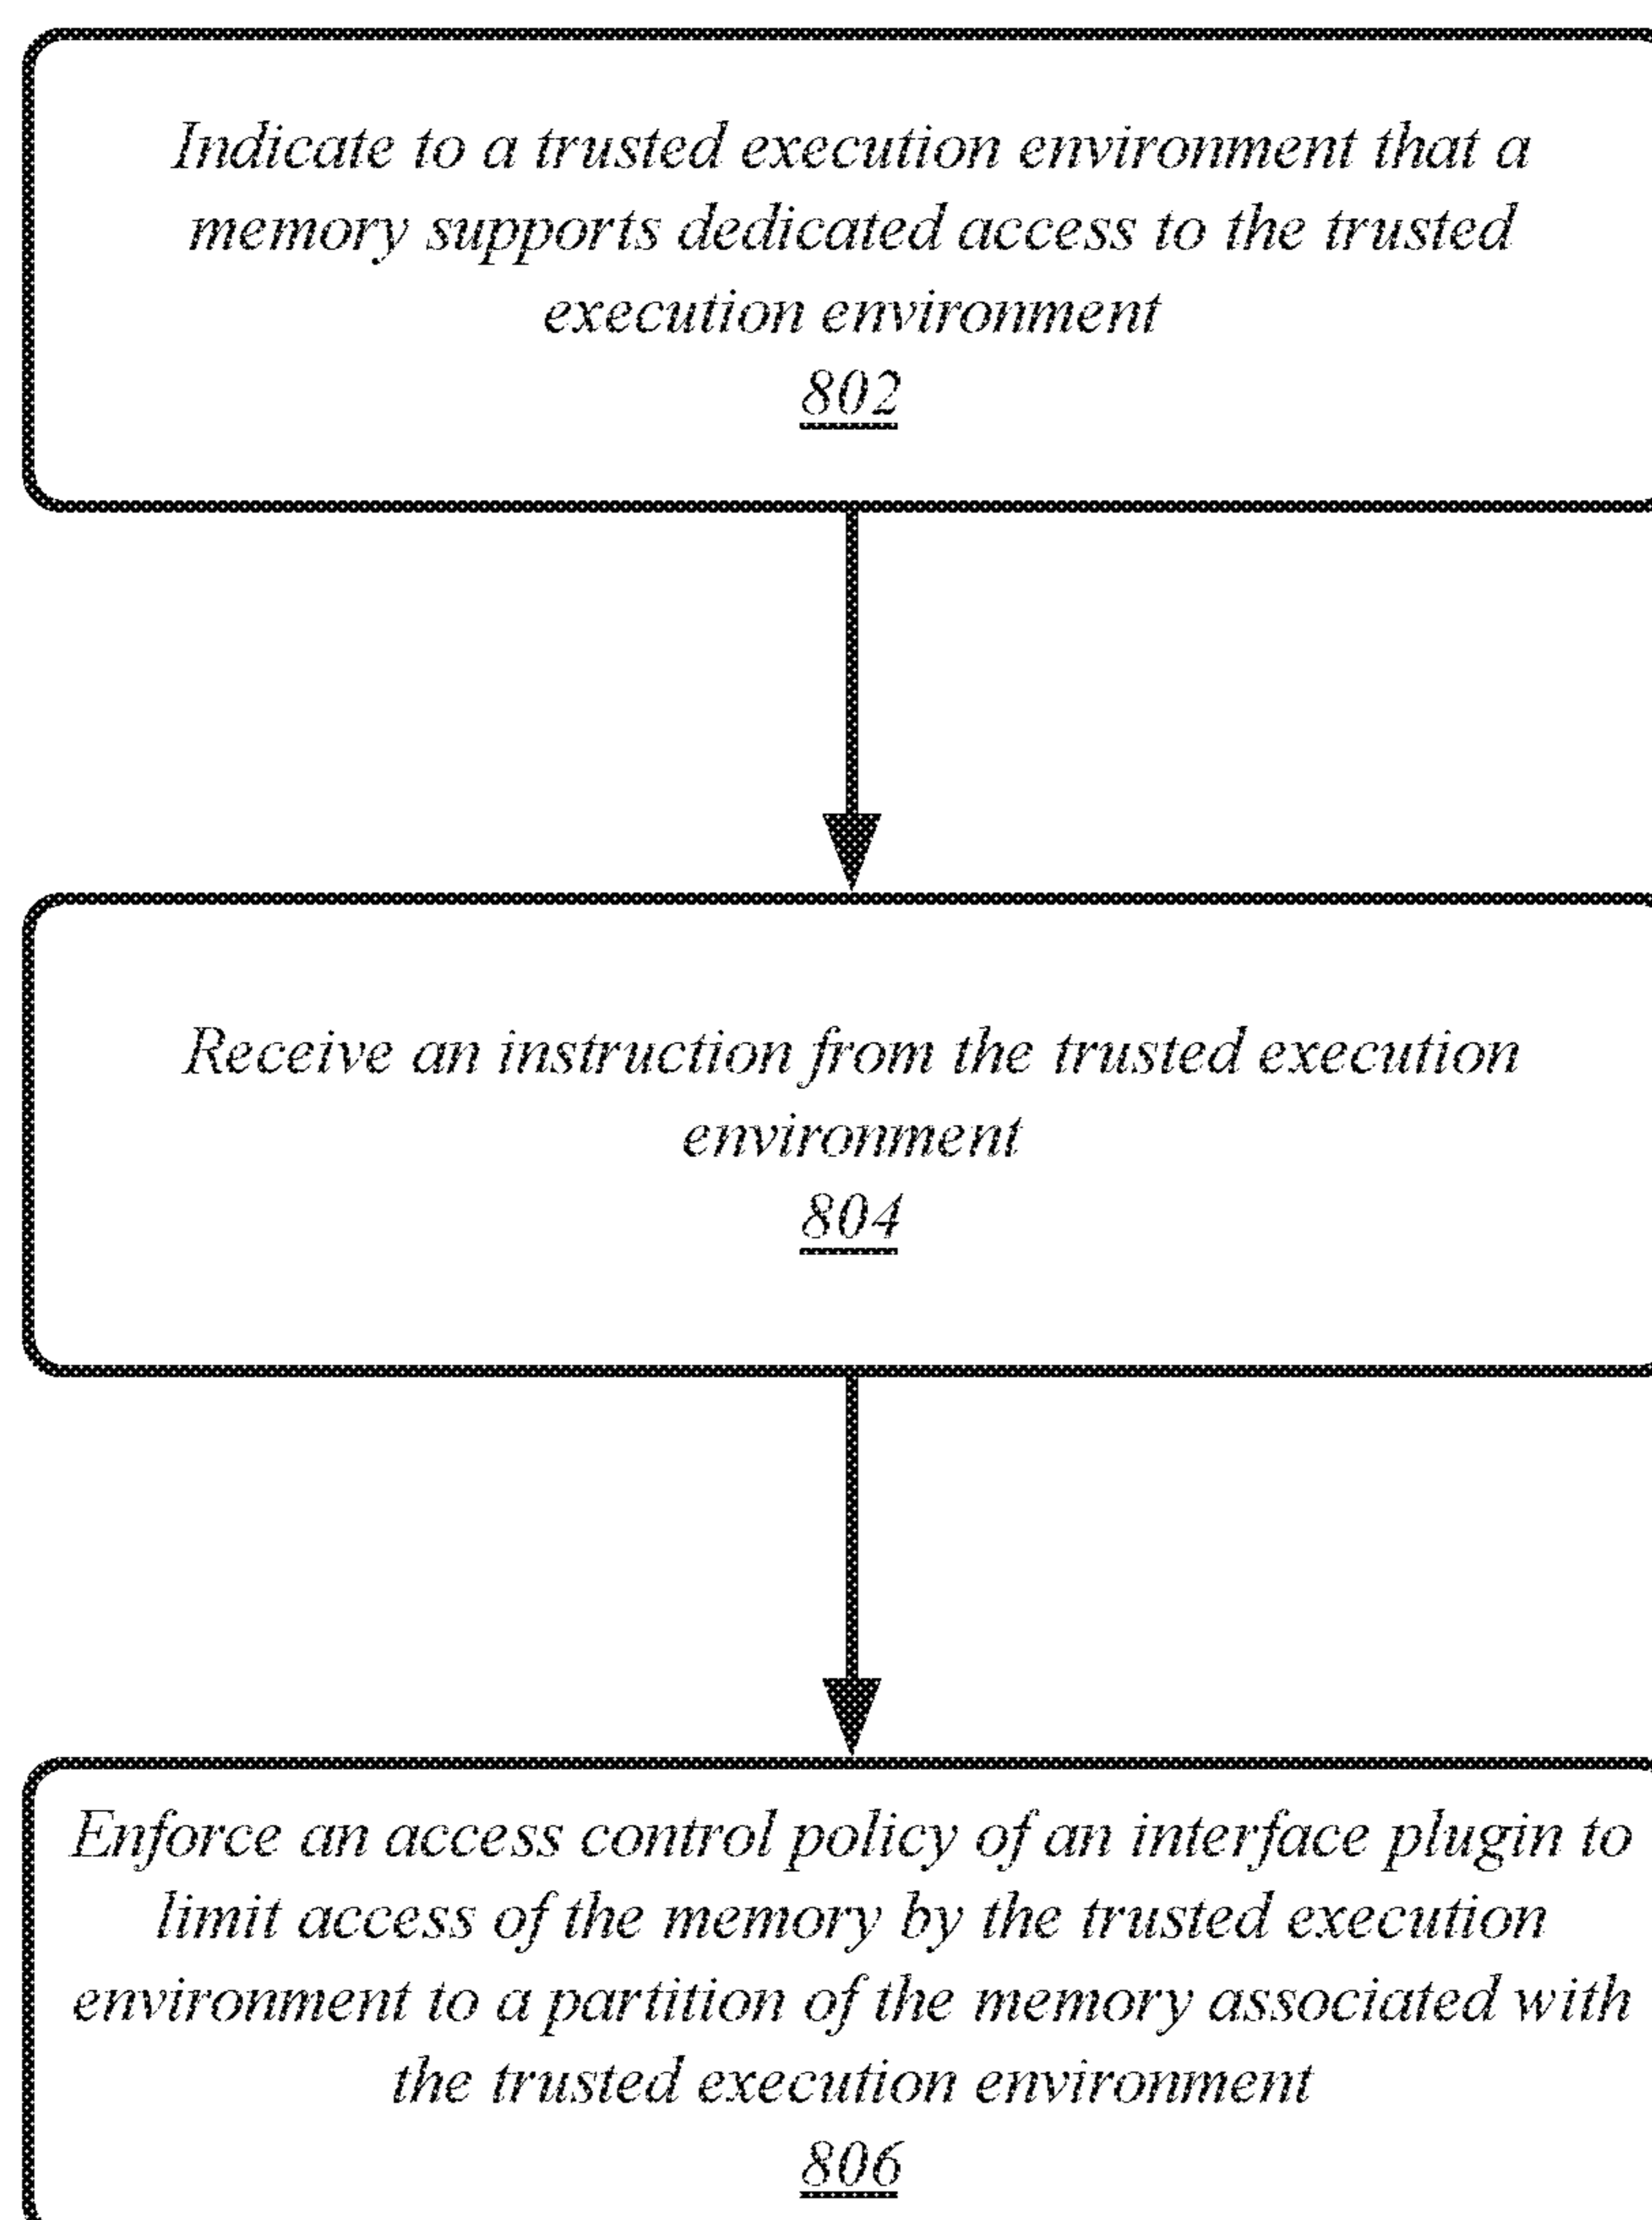 Indicate to a trusted execution environment that a
memory supports dedicated access to the trusted
execution environment
802
Receive an instruction from the trusted execution
environment
804
Enforce an access control policy of an interface plugin to
limit access of the memory by the trusted execution
environment to a partition of the memory associated with
the trusted execution environment
806